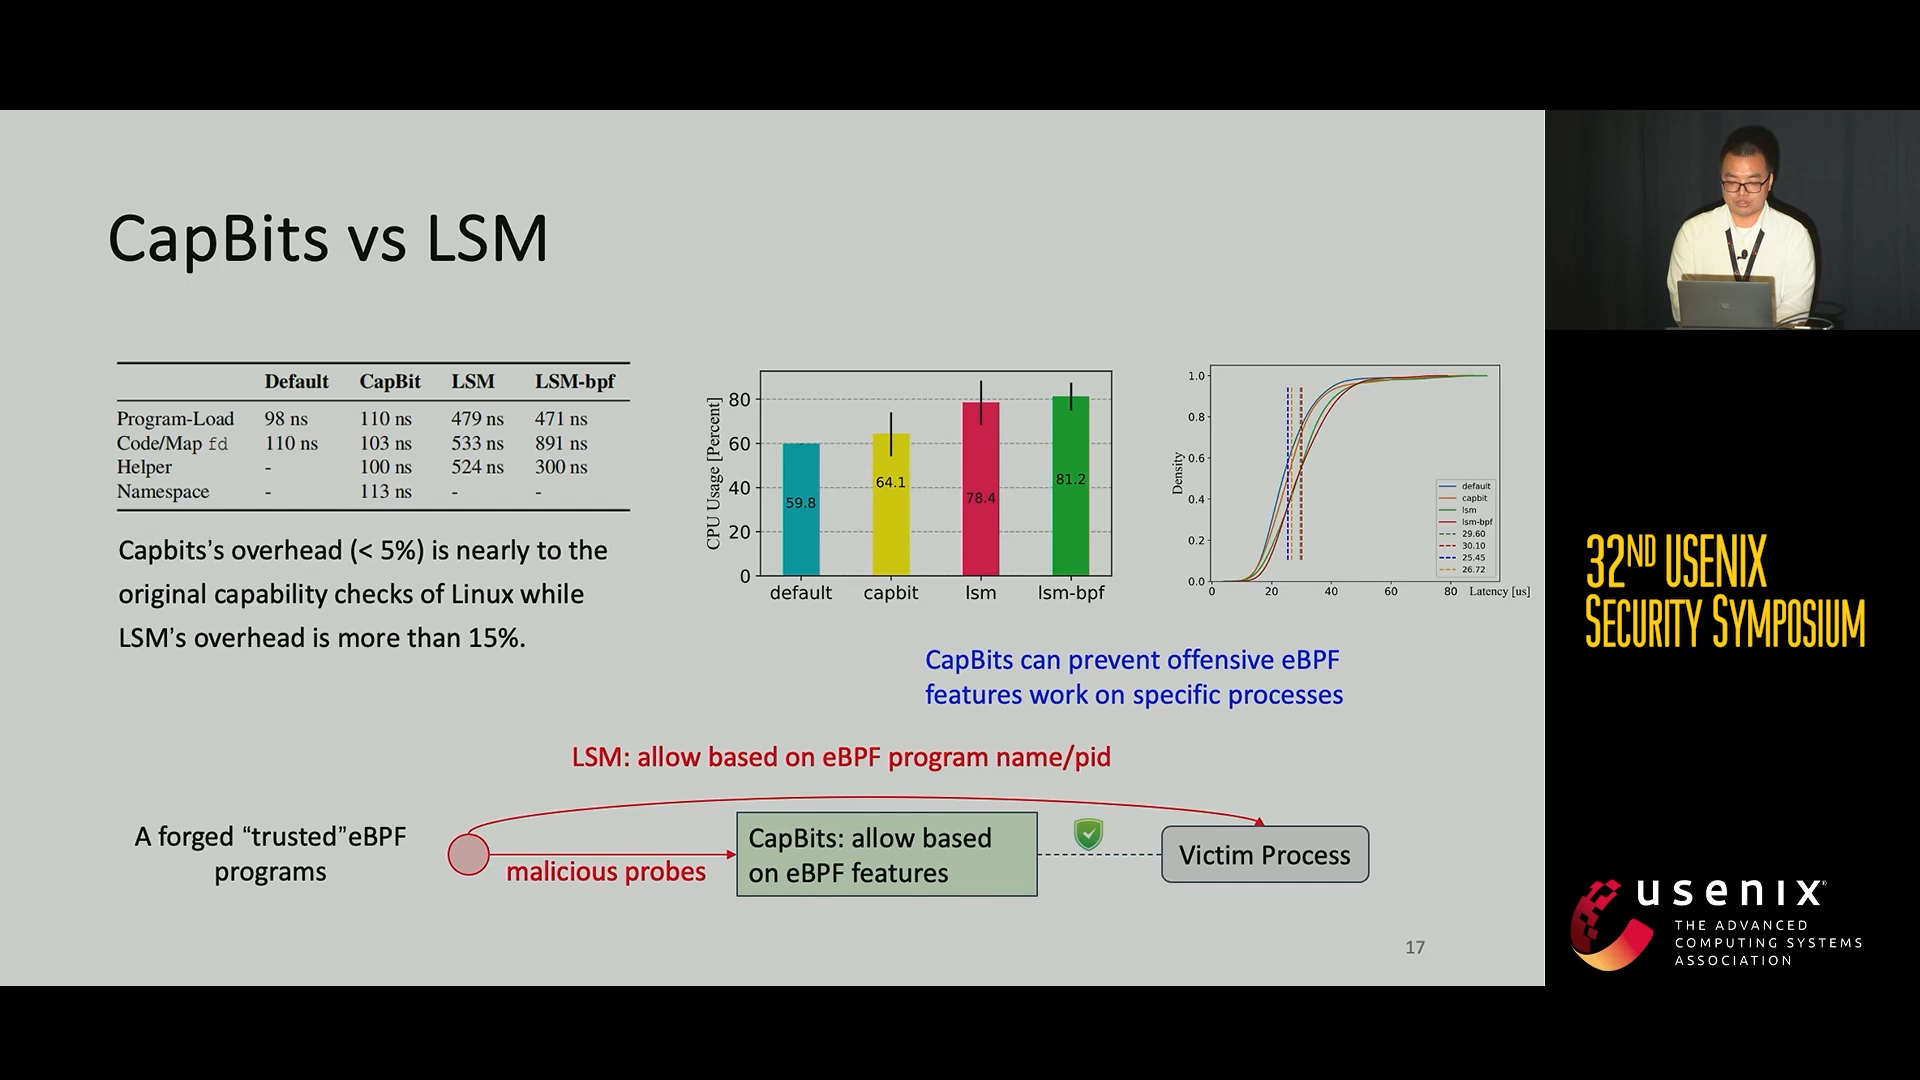 CapBits vs LSM
Default CapBit LSM LSM-bpf
Program-Load 98 ns 110 ns 479 ns 471 ns
Code/Map fd 110 ns 103 ns 533 ns 891 ns
Helper - 100 ns 524 ns 300 ns
Namespace - 113 ns - -
Capbits's overhead (< 5%) is nearly to the
original capability checks of Linux while
LSM's overhead is more than 15%.
CPU Usage [Percent]
80
60
40
20
0
59.8
64.1
78.4
81.2
default capbit lsm lsm-bpf
Density
1.0
0.8
0.6
0.4
0.2
0.0
0 20 40 60 80 Latency [us]
default
capbit
lsm
lsm-bpf
29.60
30.10
25.45
26.72
CapBits can prevent offensive eBPF
features work on specific processes
LSM: allow based on eBPF program name/pid
A forged “trusted”eBPF
programs
malicious probes
CapBits: allow based
on eBPF features
Victim Process
17
32ND USENIX
SECURITY SYMPOSIUM
usenix
THE ADVANCED
COMPUTING SYSTEMS
ASSOCIATION